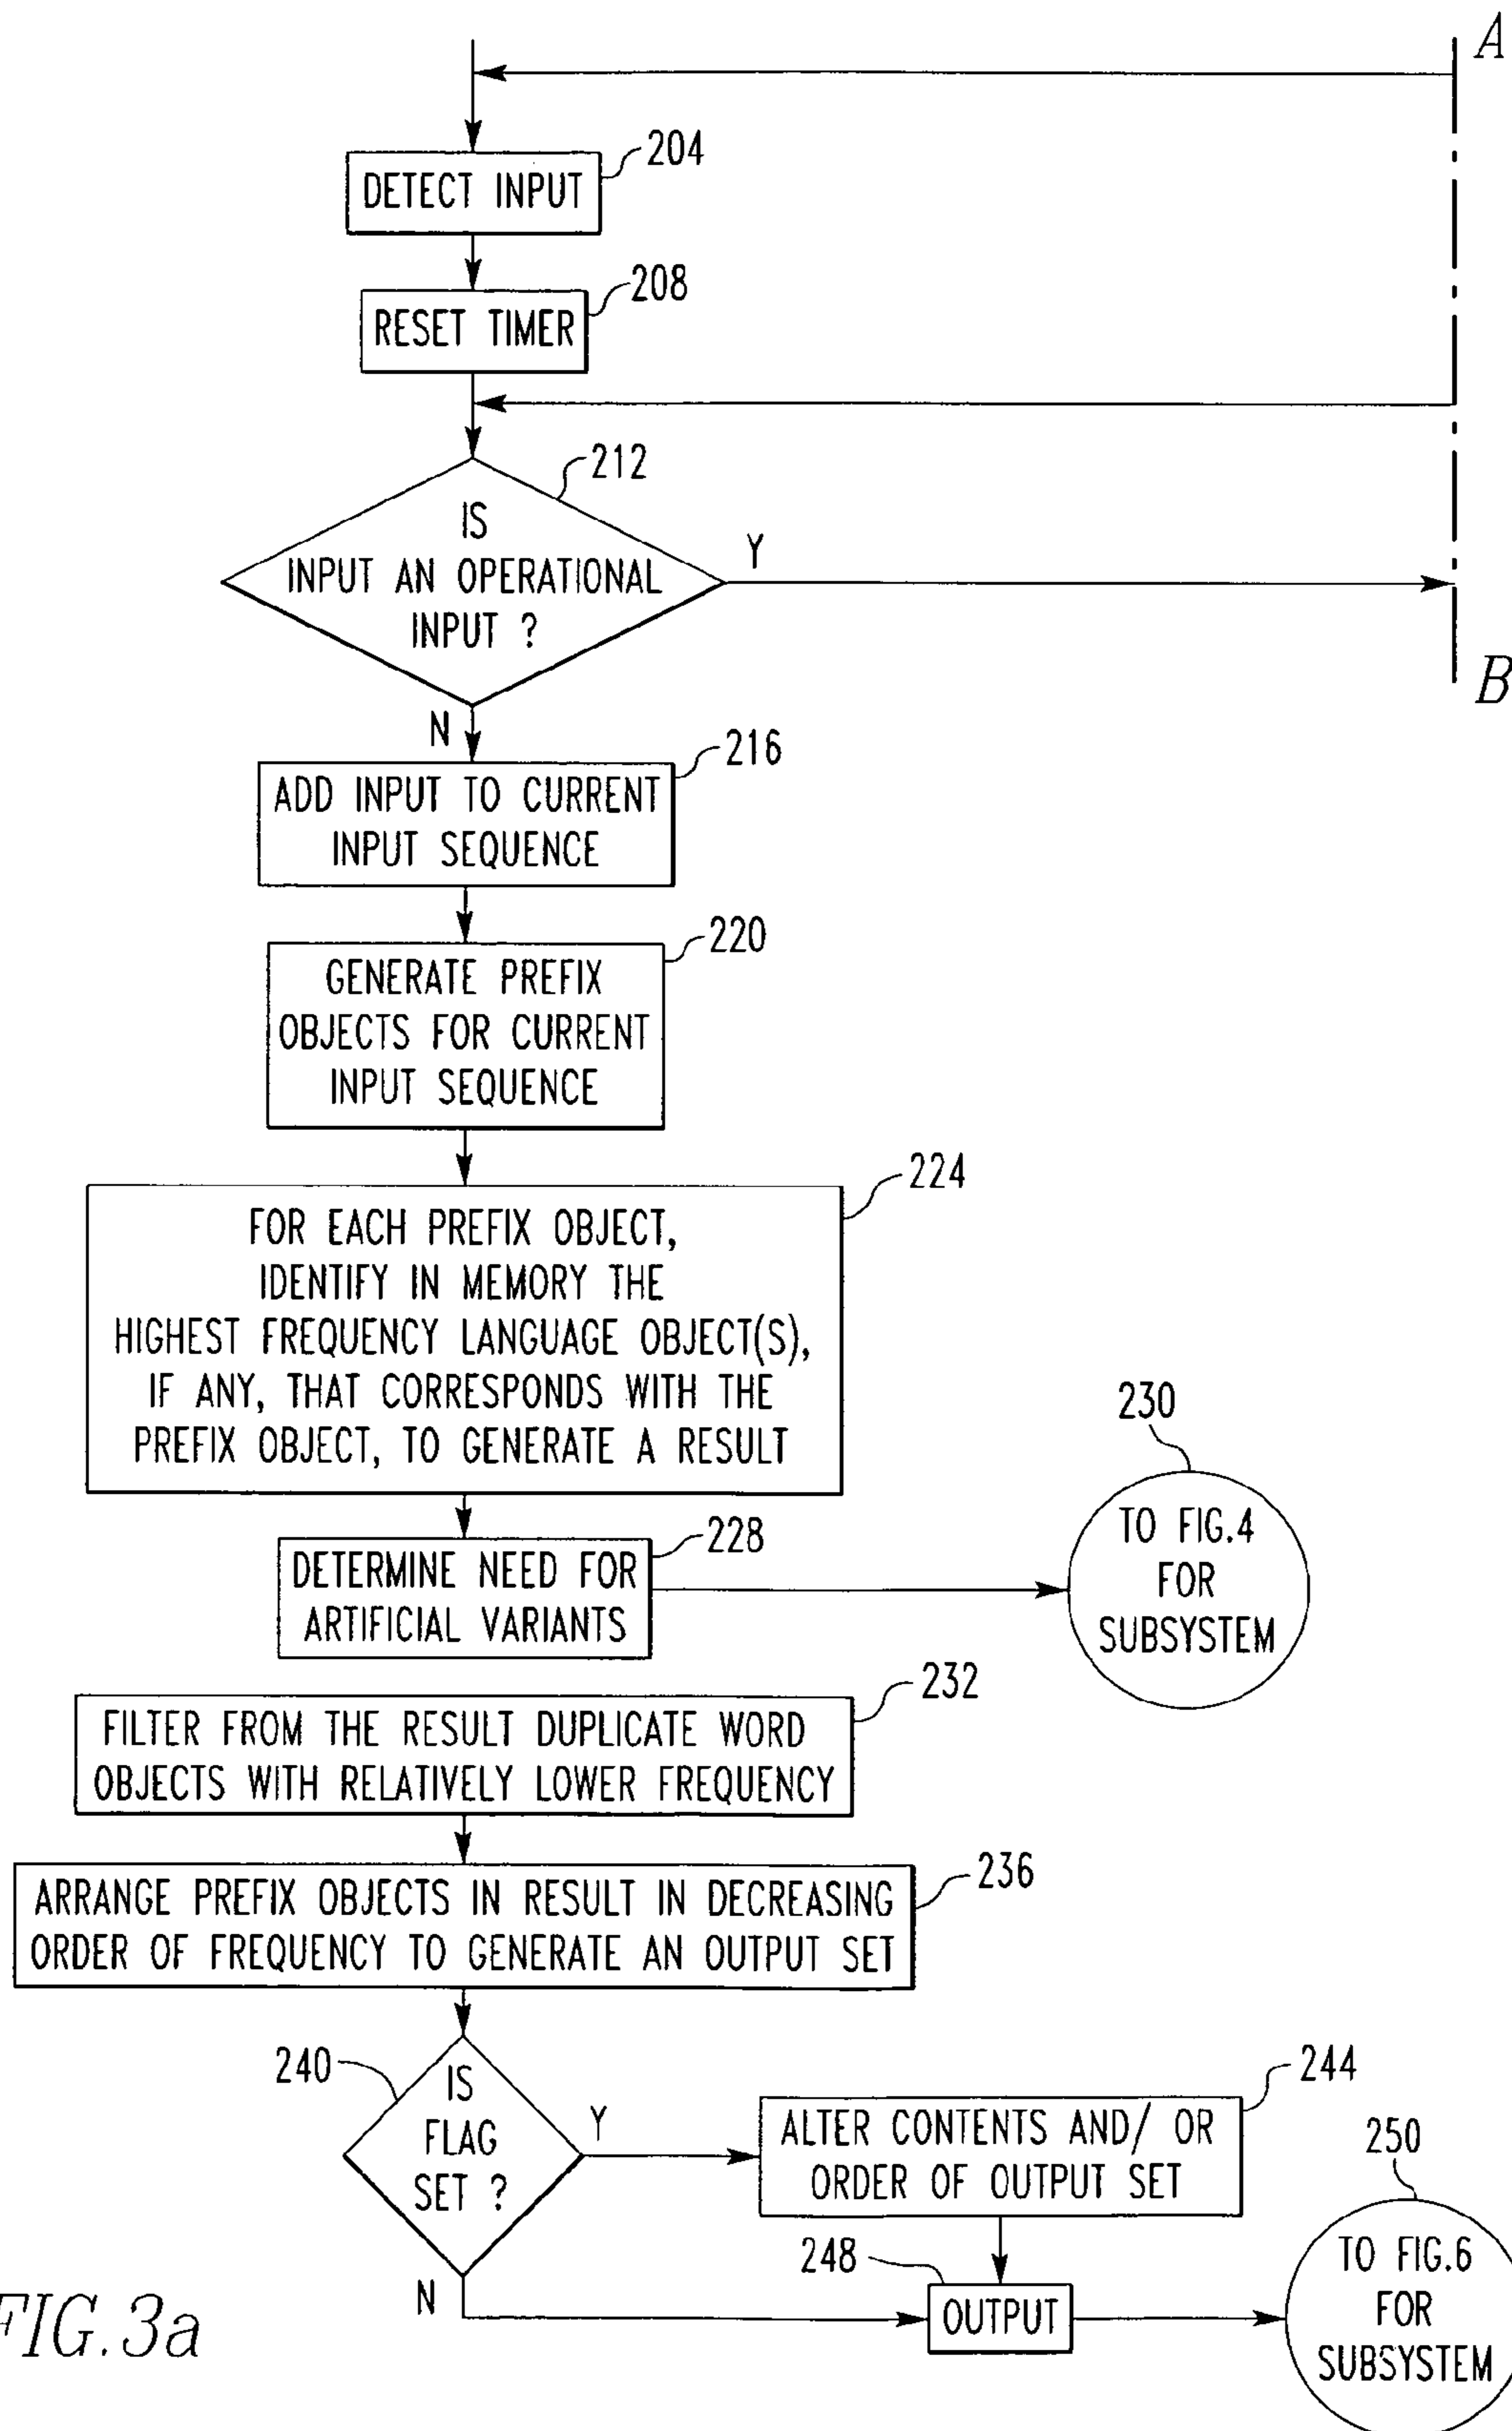 A
204
DETECT INPUT
208
RESET TIMER
212
IS
INPUT AN OPERATIONAL
INPUT ?
Y
B
N
216
ADD INPUT TO CURRENT
INPUT SEQUENCE
220
GENERATE PREFIX
OBJECTS FOR CURRENT
INPUT SEQUENCE
224
FOR EACH PREFIX OBJECT,
IDENTIFY IN MEMORY THE
HIGHEST FREQUENCY LANGUAGE OBJECT(S),
IF ANY, THAT CORRESPONDS WITH THE
PREFIX OBJECT, TO GENERATE A RESULT
228
DETERMINE NEED FOR
ARTIFICIAL VARIANTS
230
TO FIG.4
FOR
SUBSYSTEM
232
FILTER FROM THE RESULT DUPLICATE WORD
OBJECTS WITH RELATIVELY LOWER FREQUENCY
236
ARRANGE PREFIX OBJECTS IN RESULT IN DECREASING
ORDER OF FREQUENCY TO GENERATE AN OUTPUT SET
240
IS
FLAG
SET ?
Y
244
ALTER CONTENTS AND/ OR
ORDER OF OUTPUT SET
N
248
OUTPUT
250
TO FIG.6
FOR
SUBSYSTEM
FIG.3a